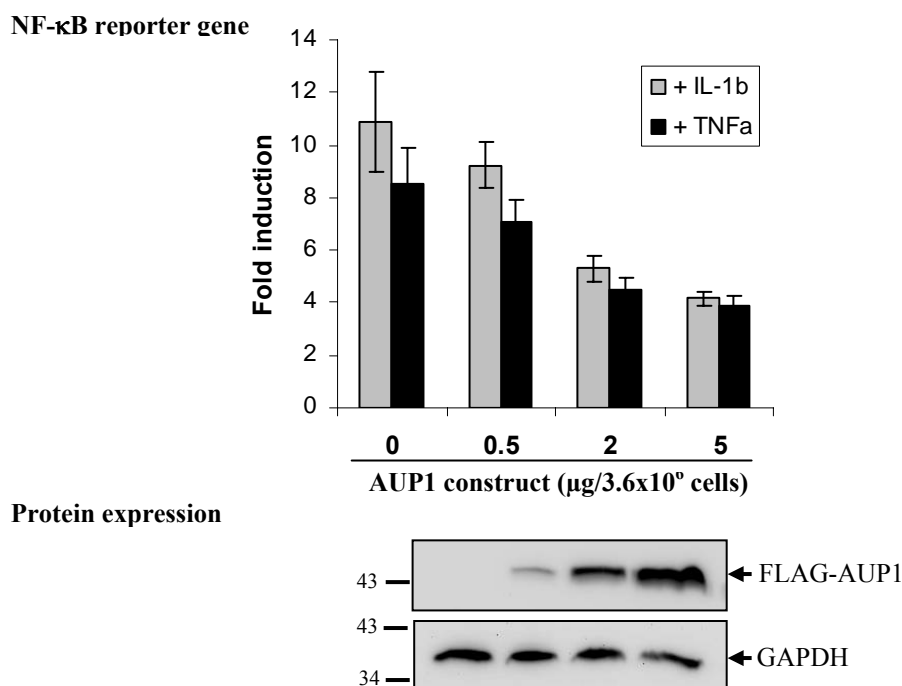 NF-κB reporter gene
14
12
10
8
6
4
2
0
Fold induction
+ IL-1b
+ TNFa
0 0.5 2 5
AUP1 construct (µg/3.6x10⁶ cells)
Protein expression
43
FLAG-AUP1
43
GAPDH
34